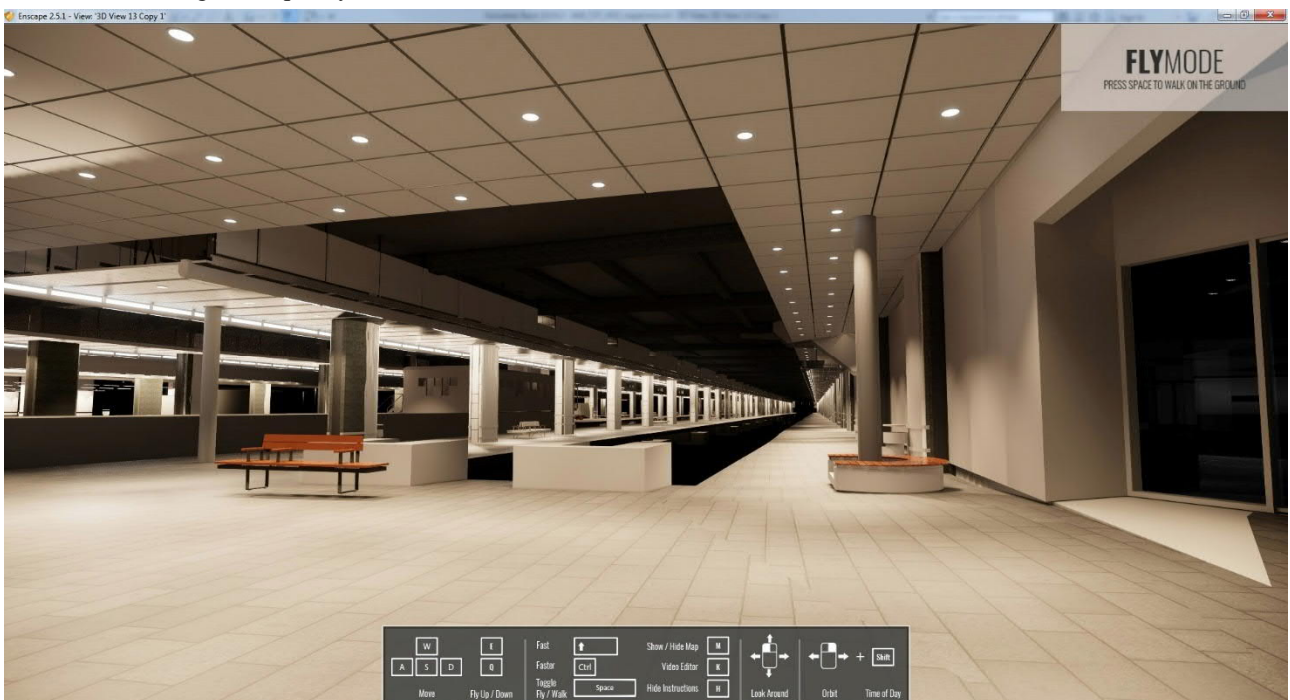 Enscape 2.5.1 - View: '3D View 13 Copy 1'
FLYMODE
PRESS SPACE TO WALK ON THE GROUND
W
A S D
Move
E
Q
Fly Up / Down
Fast
Faster Ctrl
Toggle
Fly / Walk Space
Show / Hide Map M
Video Editor K
Hide Instructions H
Look Around
Orbit
+ Shift
Time of Day